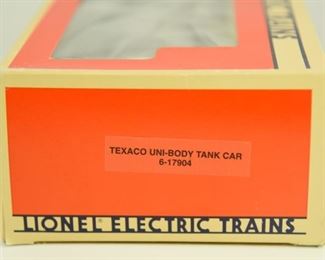 TEXACO UNI-BODY TANK CAR
6-17904
LIONEL® ELECTRIC TRAINS